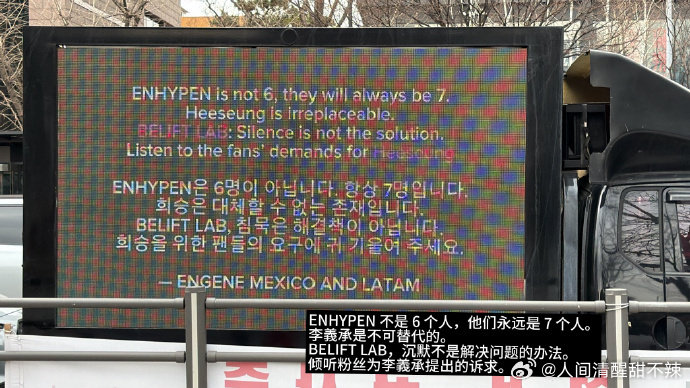 ENHYPEN is not 6, they will always be 7.
Heeseung is irreplaceable.
BELIFT LAB: Silence is not the solution.
Listen to the fans' demands for Heeseung
ENHYPEN은 6명이 아닙니다. 항상 7명입니다.
희승은 대체할 수 없는 존재입니다.
BELIFT LAB, 침묵은 해결책이 아닙니다.
희승을 위한 팬들의 요구에 귀 기울여 주세요.
— ENGENE MEXICO AND LATAM
ENHYPEN 不是 6 个人，他们永远是 7 个人。
李義承是不可替代的。
BELIFT LAB，沉默不是解决问题的办法。
倾听粉丝为李義承提出的诉求。
@人间清醒甜不辣